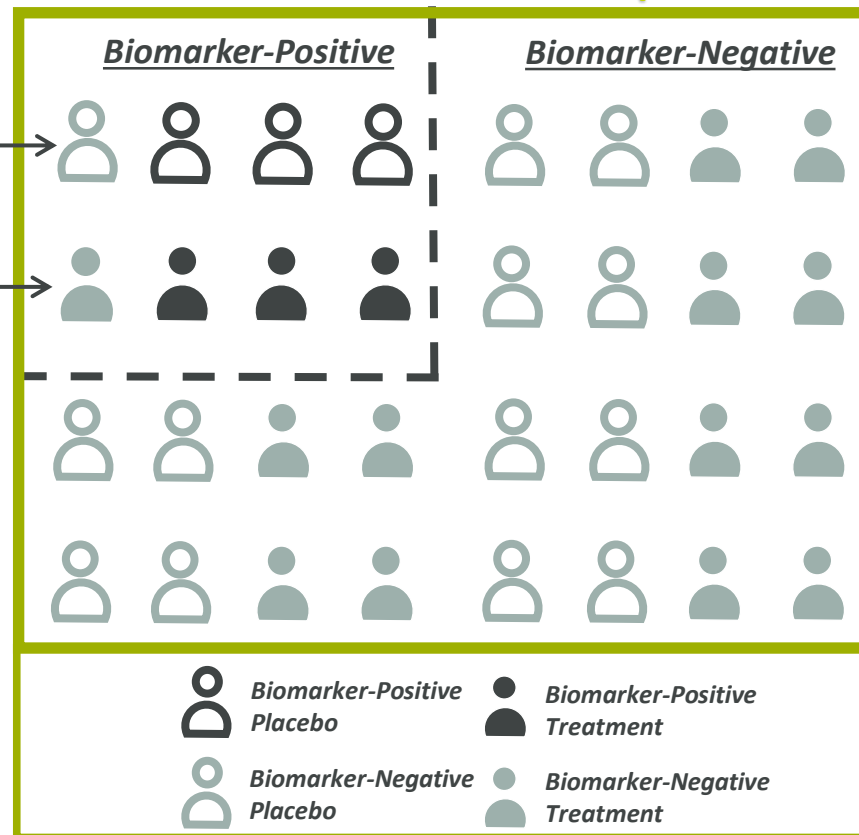 Biomarker-Positive
Biomarker-Negative
Biomarker-Positive
Placebo
Biomarker-Positive
Treatment
Biomarker-Negative
Placebo
Biomarker-Negative
Treatment